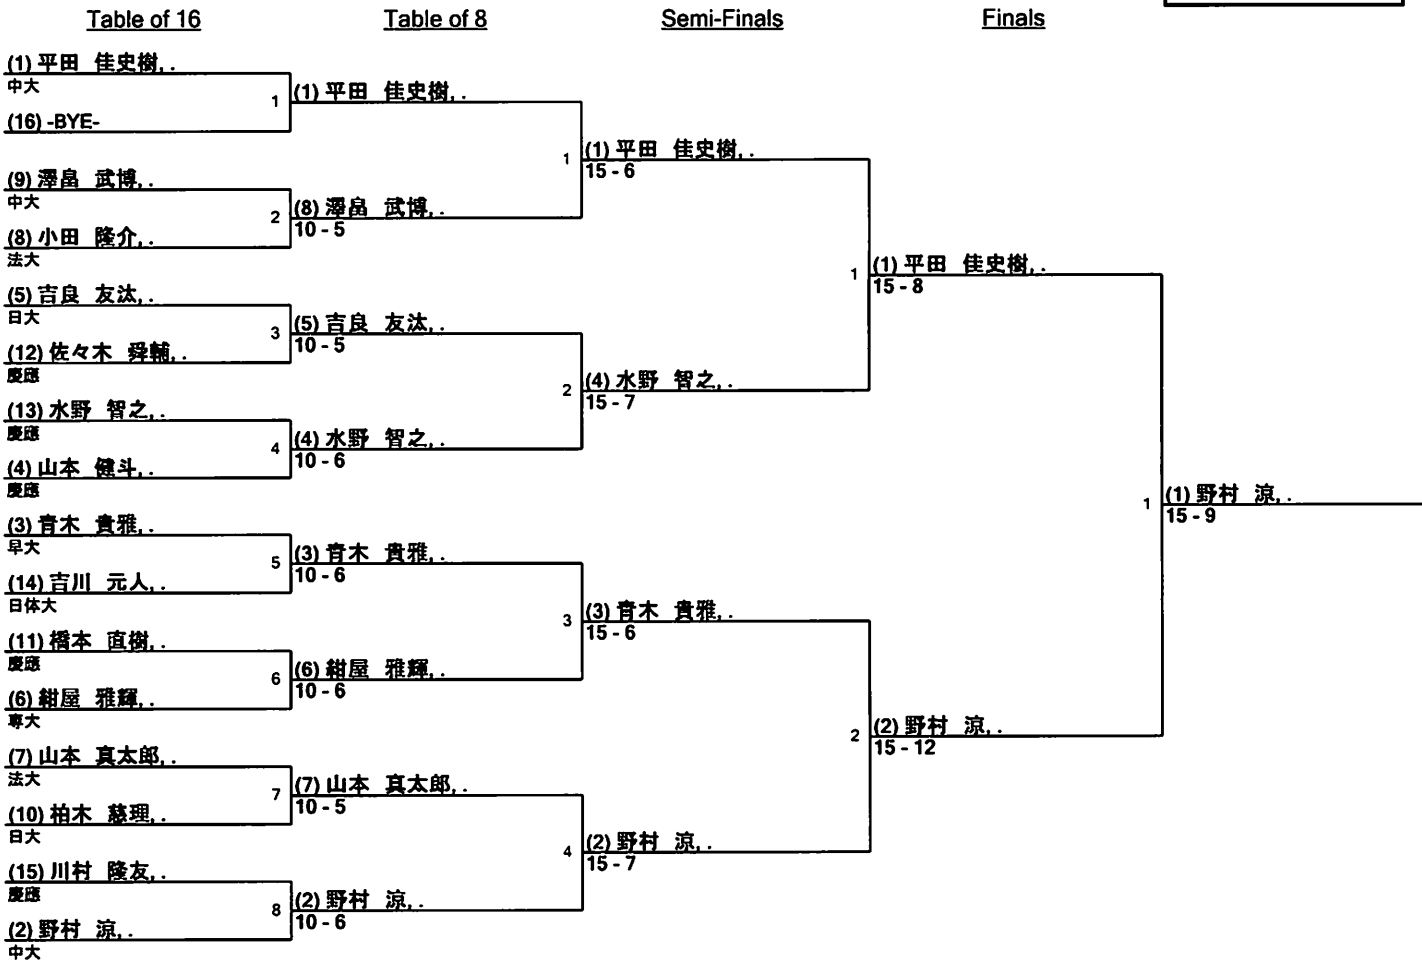 Table of 16
Table of 8
Semi-Finals
Finals
(1) 平田 佳史樹, .
中大
(16) -BYE-
(9) 澤畠 武博, .
中大
(8) 小田 隆介, .
法大
(5) 吉良 友汰, .
日大
(12) 佐々木 舜輔, .
慶應
(13) 水野 智之, .
慶應
(4) 山本 健斗, .
慶應
(3) 青木 貴雅, .
早大
(14) 吉川 元人, .
日体大
(11) 橋本 直樹, .
慶應
(6) 紺屋 雅輝, .
専大
(7) 山本 真太郎, .
法大
(10) 柏木 慈理, .
日大
(15) 川村 隆友, .
慶應
(2) 野村 涼, .
中大
1
2
3
4
5
6
7
8
(1) 平田 佳史樹, .
(8) 澤畠 武博, .
10 - 5
(5) 吉良 友汰, .
10 - 5
(4) 水野 智之, .
10 - 6
(3) 青木 貴雅, .
10 - 6
(6) 紺屋 雅輝, .
10 - 6
(7) 山本 真太郎, .
10 - 5
(2) 野村 涼, .
10 - 6
1
2
3
4
(1) 平田 佳史樹, .
15 - 6
(4) 水野 智之, .
15 - 7
(3) 青木 貴雅, .
15 - 6
(2) 野村 涼, .
15 - 7
1
2
(1) 平田 佳史樹, .
15 - 8
(2) 野村 涼, .
15 - 12
1
(1) 野村 涼, .
15 - 9